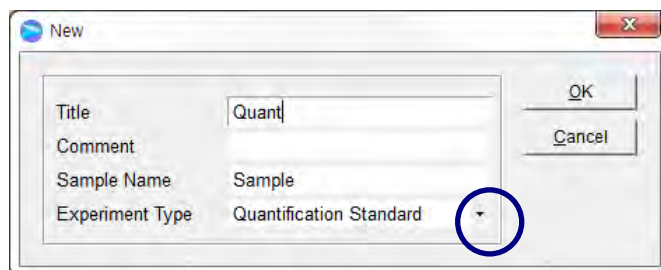 New
Title Quant
Comment
Sample Name Sample
Experiment Type Quantification Standard
OK
Cancel